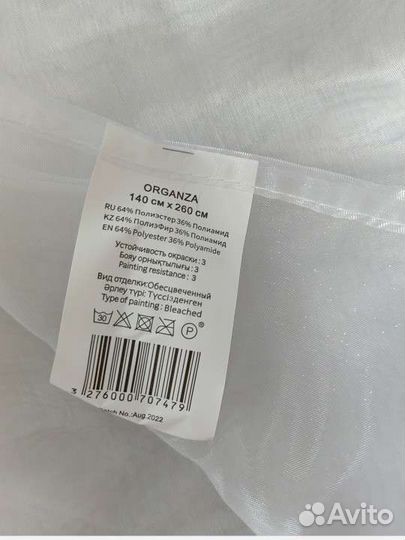 ORGANZA
140 см x 260 см
RU 64% Полиэстер 36% Полиамид
KZ 64% ПолиэФир 36% Полиамид
EN 64% Polyester 36% Polyamide
Устойчивость окраски : 3
Бояу орнықтылығы : 3
Painting resistance : 3
Вид отделки:Обесцвеченный
Әрлеу түрі: Түссізденген
Type of painting : Bleached
30 P
3 276000 707479
Batch No.:Aug.2022
Avito